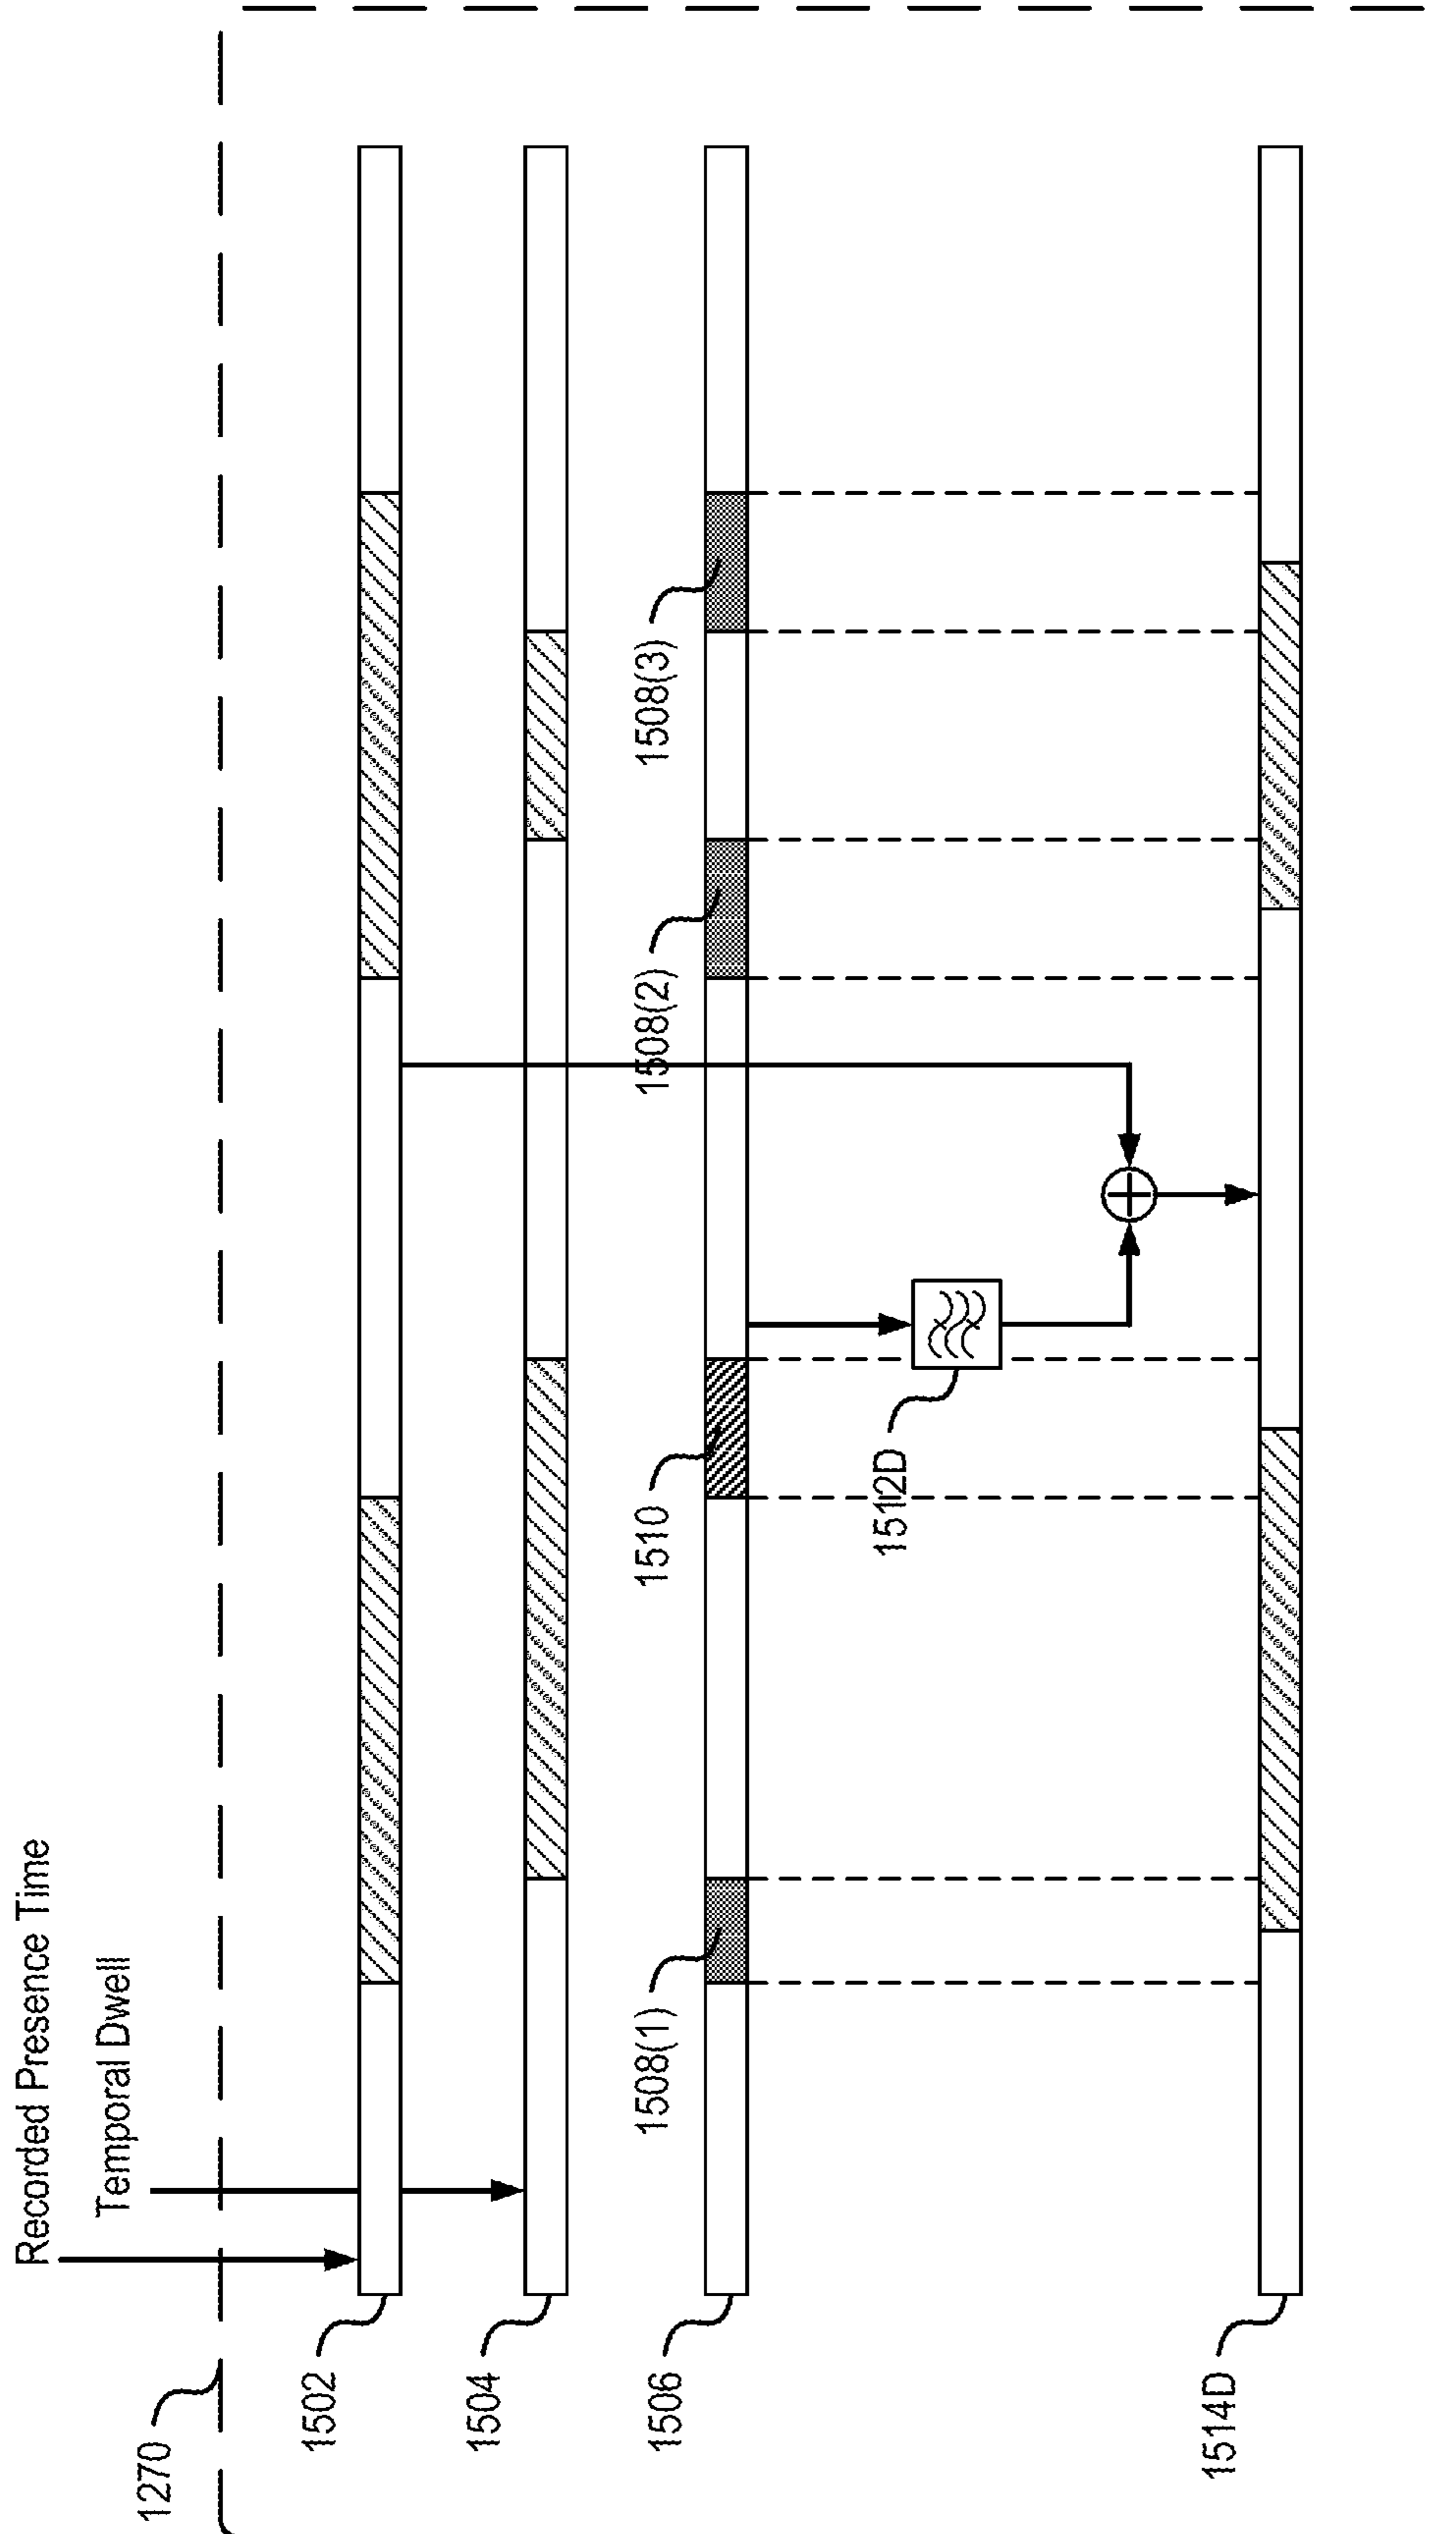 1270
Recorded Presence Time
Temporal Dwell
1502
1504
1506
1508(1)
1510
1508(2)
1508(3)
1512D
1514D